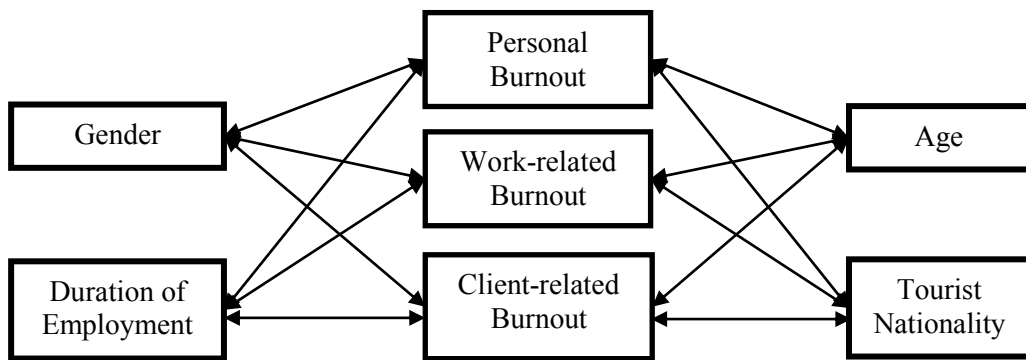 Personal
Burnout
Gender
Age
Work-related
Burnout
Duration of
Employment
Client-related
Burnout
Tourist
Nationality